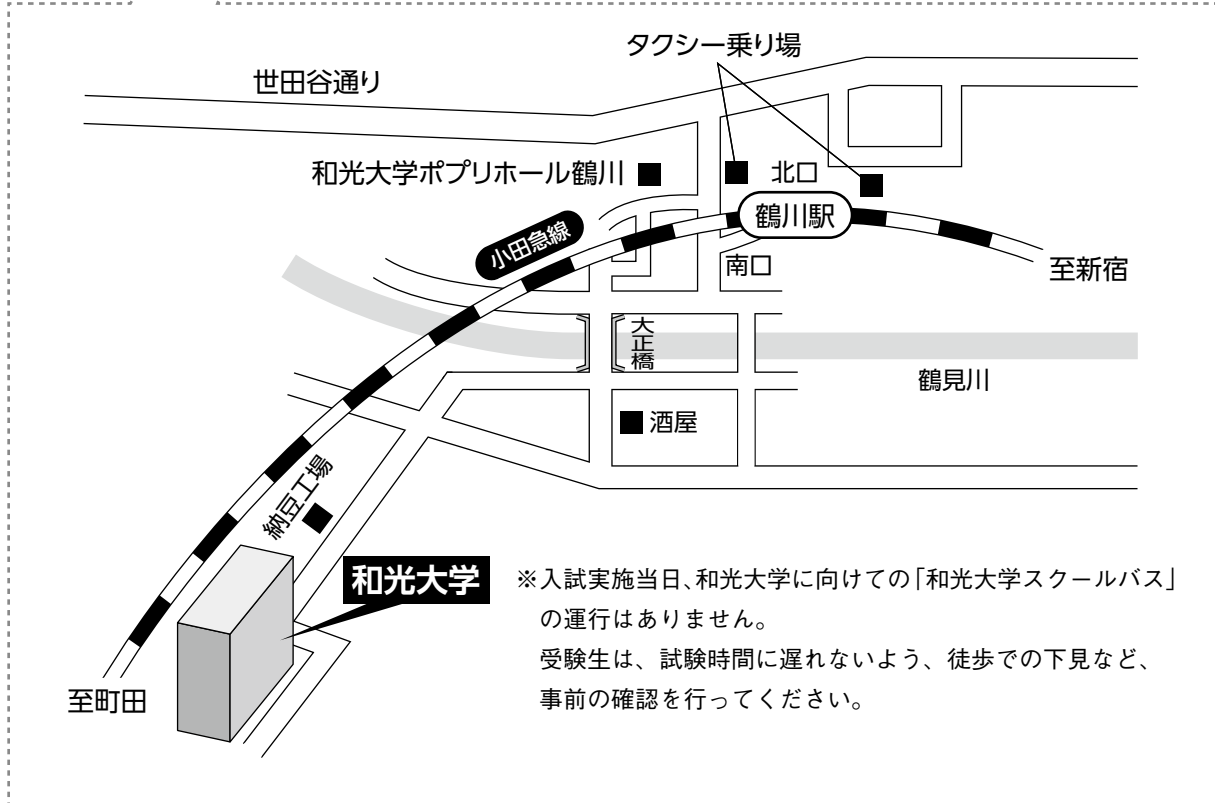 タクシー乗り場
世田谷通り
和光大学ポプリホール鶴川
北口
鶴川駅
小田急線
南口
至新宿
大正橋
鶴見川
酒屋
納豆工場
和光大学
至町田
※入試実施当日、和光大学に向けての「和光大学スクールバス」
の運行はありません。
受験生は、試験時間に遅れないよう、徒歩での下見など、
事前の確認を行ってください。